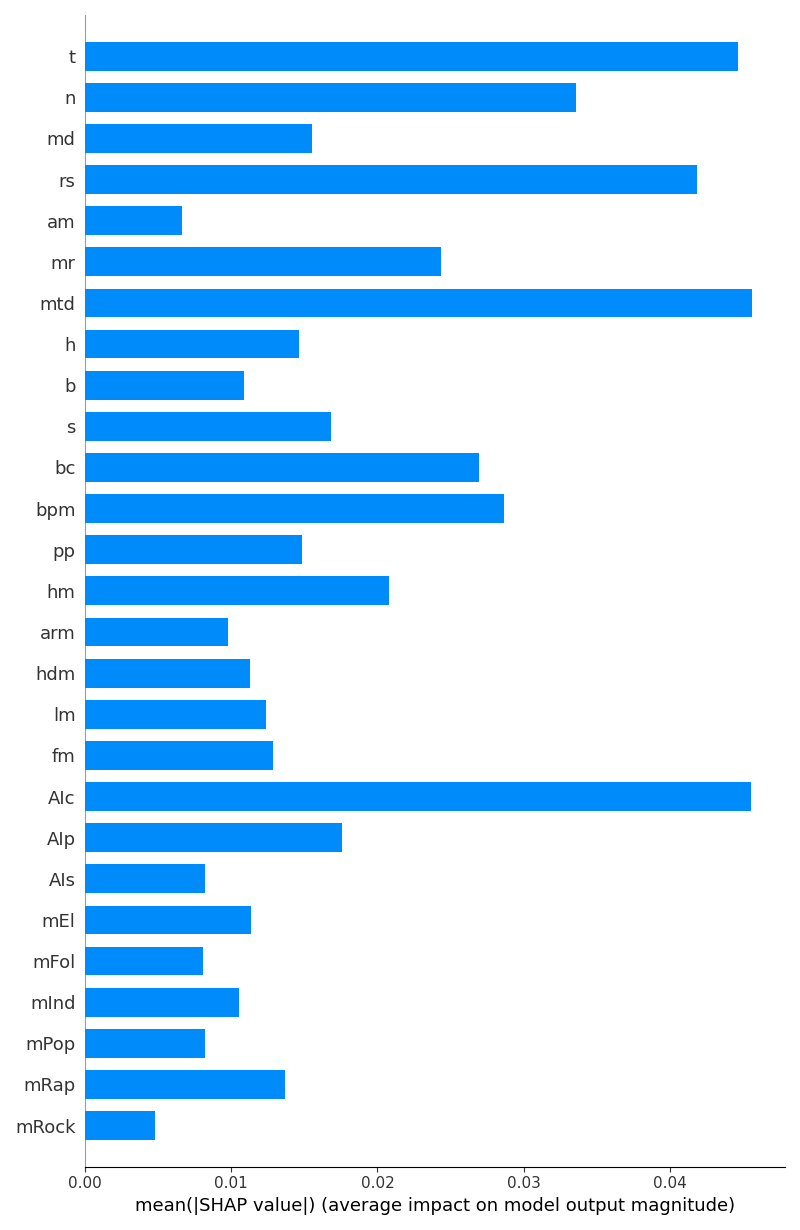 t
n
md
rs
am
mr
mtd
h
b
s
bc
bpm
pp
hm
arm
hdm
lm
fm
AIc
AIp
AIs
mEl
mFol
mInd
mPop
mRap
mRock
0.00 0.01 0.02 0.03 0.04
mean(|SHAP value|) (average impact on model output magnitude)